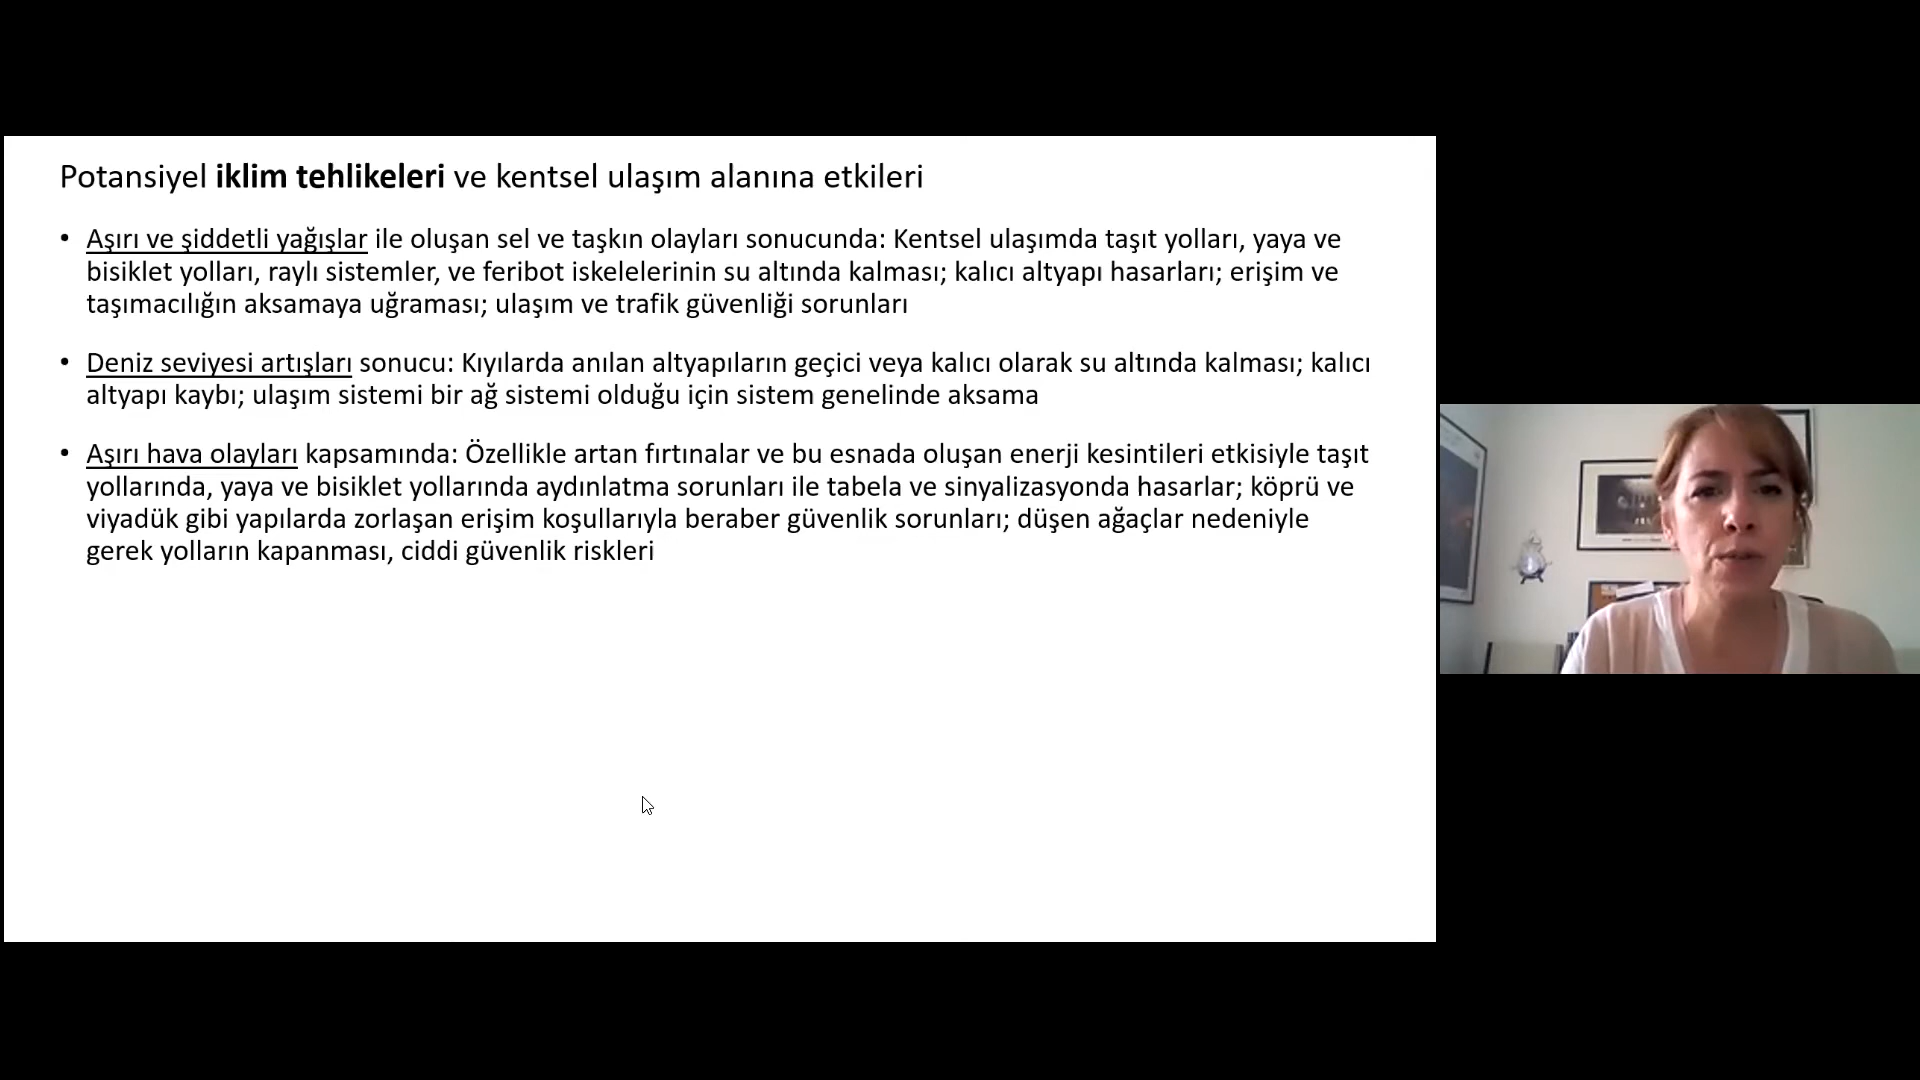 Potansiyel iklim tehlikeleri ve kentsel ulaşım alanına etkileri
• Aşırı ve şiddetli yağışlar ile oluşan sel ve taşkın olayları sonucunda: Kentsel ulaşımda taşıt yolları, yaya ve
bisiklet yolları, raylı sistemler, ve feribot iskelelerinin su altında kalması; kalıcı altyapı hasarları; erişim ve
taşımacılığın aksamaya uğraması; ulaşım ve trafik güvenliği sorunları
• Deniz seviyesi artışları sonucu: Kıyılarda anılan altyapıların geçici veya kalıcı olarak su altında kalması; kalıcı
altyapı kaybı; ulaşım sistemi bir ağ sistemi olduğu için sistem genelinde aksama
• Aşırı hava olayları kapsamında: Özellikle artan fırtınalar ve bu esnada oluşan enerji kesintileri etkisiyle taşıt
yollarında, yaya ve bisiklet yollarında aydınlatma sorunları ile tabela ve sinyalizasyonda hasarlar; köprü ve
viyadük gibi yapılarda zorlaşan erişim koşullarıyla beraber güvenlik sorunları; düşen ağaçlar nedeniyle
gerek yolların kapanması, ciddi güvenlik riskleri